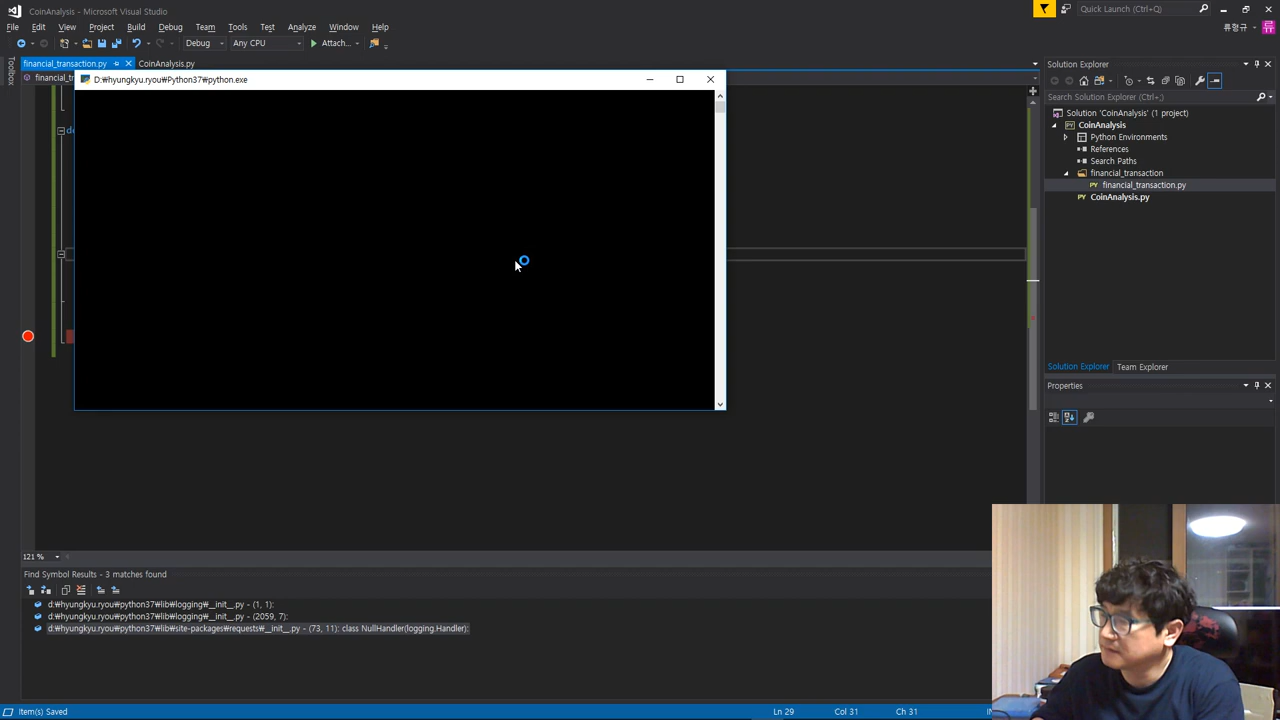 CoinAnalysis - Microsoft Visual Studio
Quick Launch (Ctrl+Q)
File Edit View Project Build Debug Team Tools Test Analyze Window Help
류형규
Debug Any CPU Attach...
Toolbox
financial_transaction.py CoinAnalysis.py
D:₩hyungkyu.ryou₩Python37₩python.exe
Solution Explorer
Search Solution Explorer (Ctrl+;)
Solution 'CoinAnalysis' (1 project)
CoinAnalysis
Python Environments
References
Search Paths
financial_transaction
financial_transaction.py
CoinAnalysis.py
Solution Explorer Team Explorer
Properties
121 %
Find Symbol Results - 3 matches found
d:₩hyungkyu.ryou₩python37₩lib₩logging₩__init__.py - (1, 1):
d:₩hyungkyu.ryou₩python37₩lib₩logging₩__init__.py - (2059, 7):
d:₩hyungkyu.ryou₩python37₩lib₩site-packages₩requests₩__init__.py - (73, 11): class NullHandler(logging.Handler):
Item(s) Saved Ln 29 Col 31 Ch 31